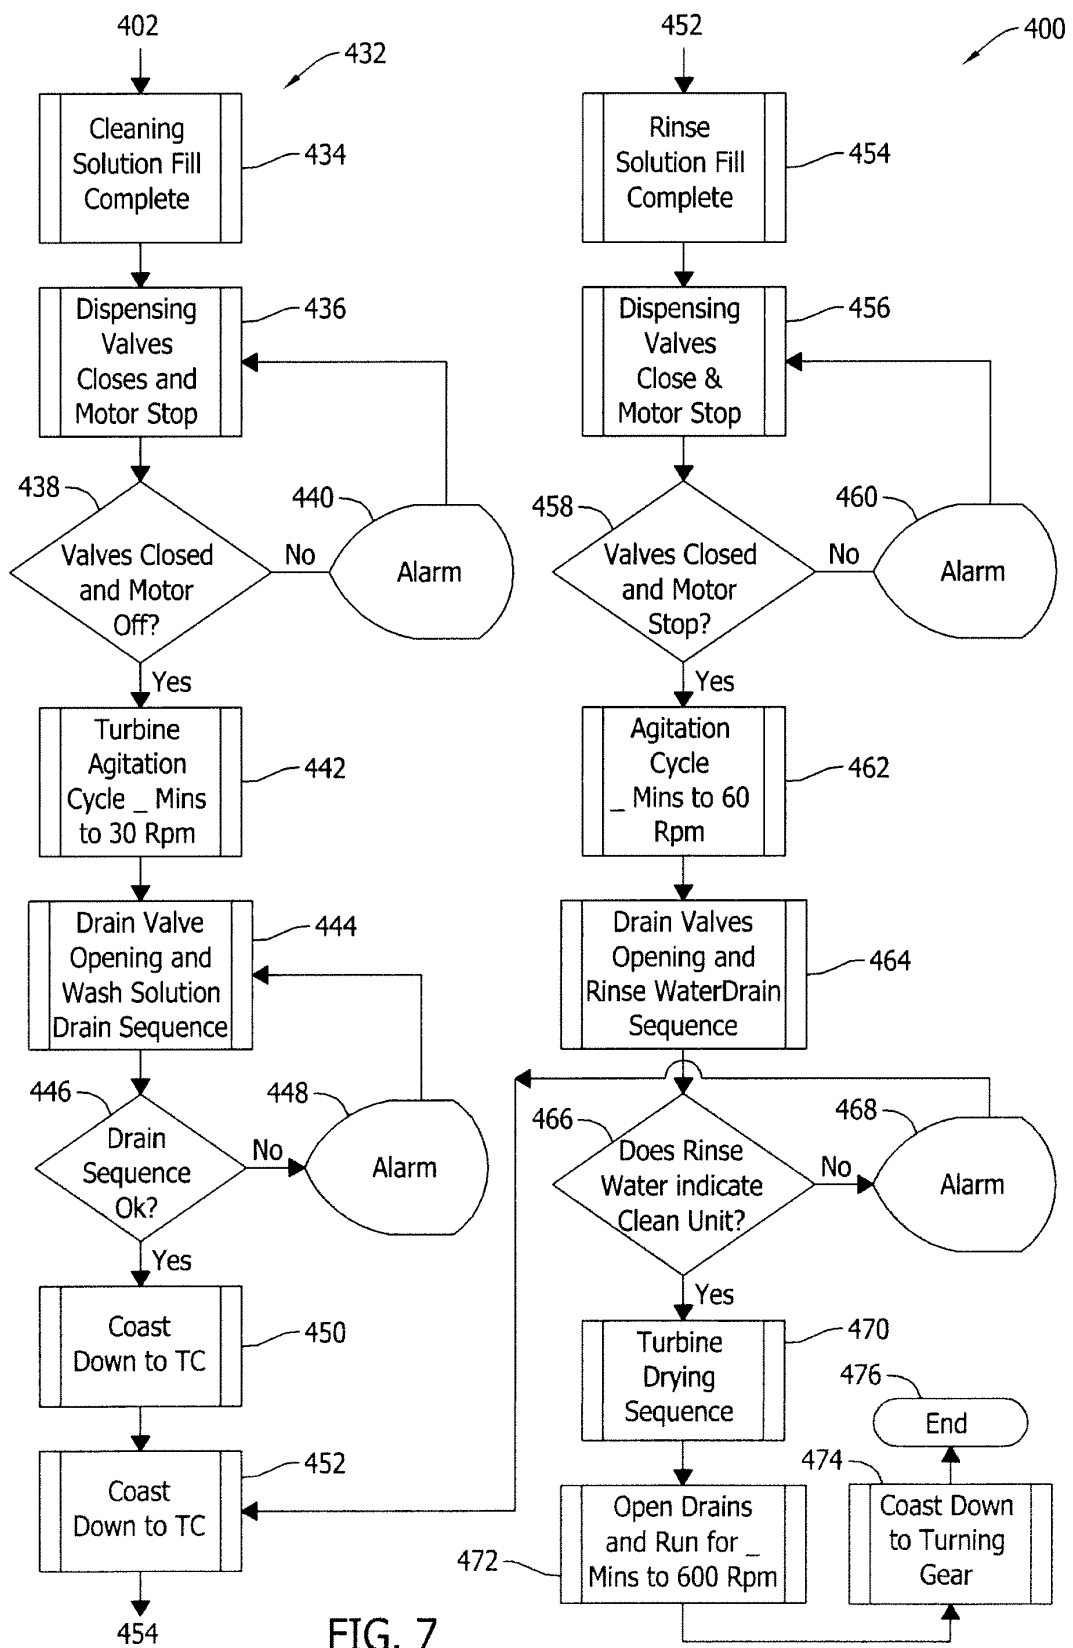 402
432
Cleaning
Solution Fill
Complete
434
Dispensing
Valves
Closes and
Motor Stop
436
438
Valves Closed
and Motor
Off?
No
440
Alarm
Yes
Turbine
Agitation
Cycle _ Mins
to 30 Rpm
442
Drain Valve
Opening and
Wash Solution
Drain Sequence
444
446
Drain
Sequence
Ok?
No
448
Alarm
Yes
Coast
Down to TC
450
Coast
Down to TC
452
454
452
400
Rinse
Solution Fill
Complete
454
Dispensing
Valves
Close &
Motor Stop
456
458
Valves Closed
and Motor
Stop?
No
460
Alarm
Yes
Agitation
Cycle
_ Mins to 60
Rpm
462
Drain Valves
Opening and
Rinse WaterDrain
Sequence
464
466
Does Rinse
Water indicate
Clean Unit?
No
468
Alarm
Yes
Turbine
Drying
Sequence
470
Open Drains
and Run for _
Mins to 600 Rpm
472
474
Coast Down
to Turning
Gear
476
End
FIG. 7